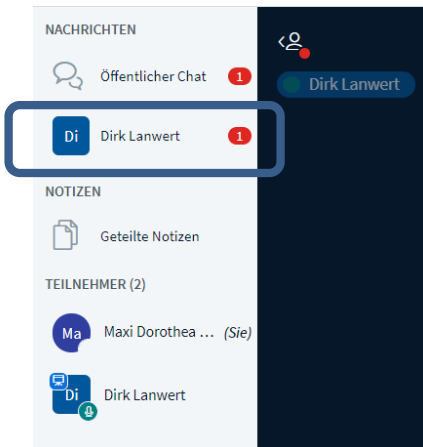 NACHRICHTEN
Öffentlicher Chat 1
Di Dirk Lanwert 1
NOTIZEN
Geteilte Notizen
TEILNEHMER (2)
Ma Maxi Dorothea … (Sie)
Di Dirk Lanwert
Dirk Lanwert